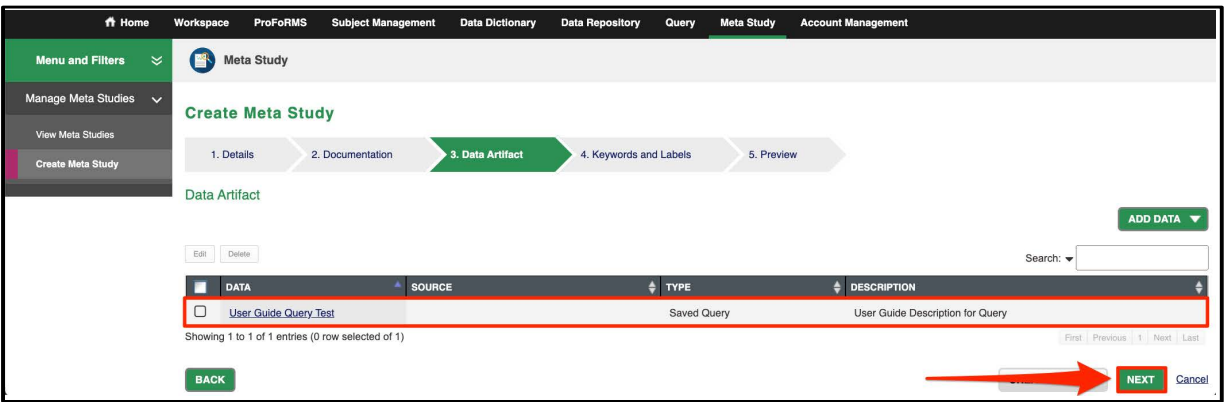 Home Workspace ProFoRMS Subject Management Data Dictionary Data Repository Query Meta Study Account Management
Menu and Filters
Meta Study
Manage Meta Studies
View Meta Studies
Create Meta Study
Create Meta Study
1. Details 2. Documentation 3. Data Artifact 4. Keywords and Labels 5. Preview
Data Artifact
ADD DATA
Edit Delete
Search:
DATA SOURCE TYPE DESCRIPTION
User Guide Query Test Saved Query User Guide Description for Query
Showing 1 to 1 of 1 entries (0 row selected of 1)
First Previous 1 Next Last
BACK NEXT Cancel